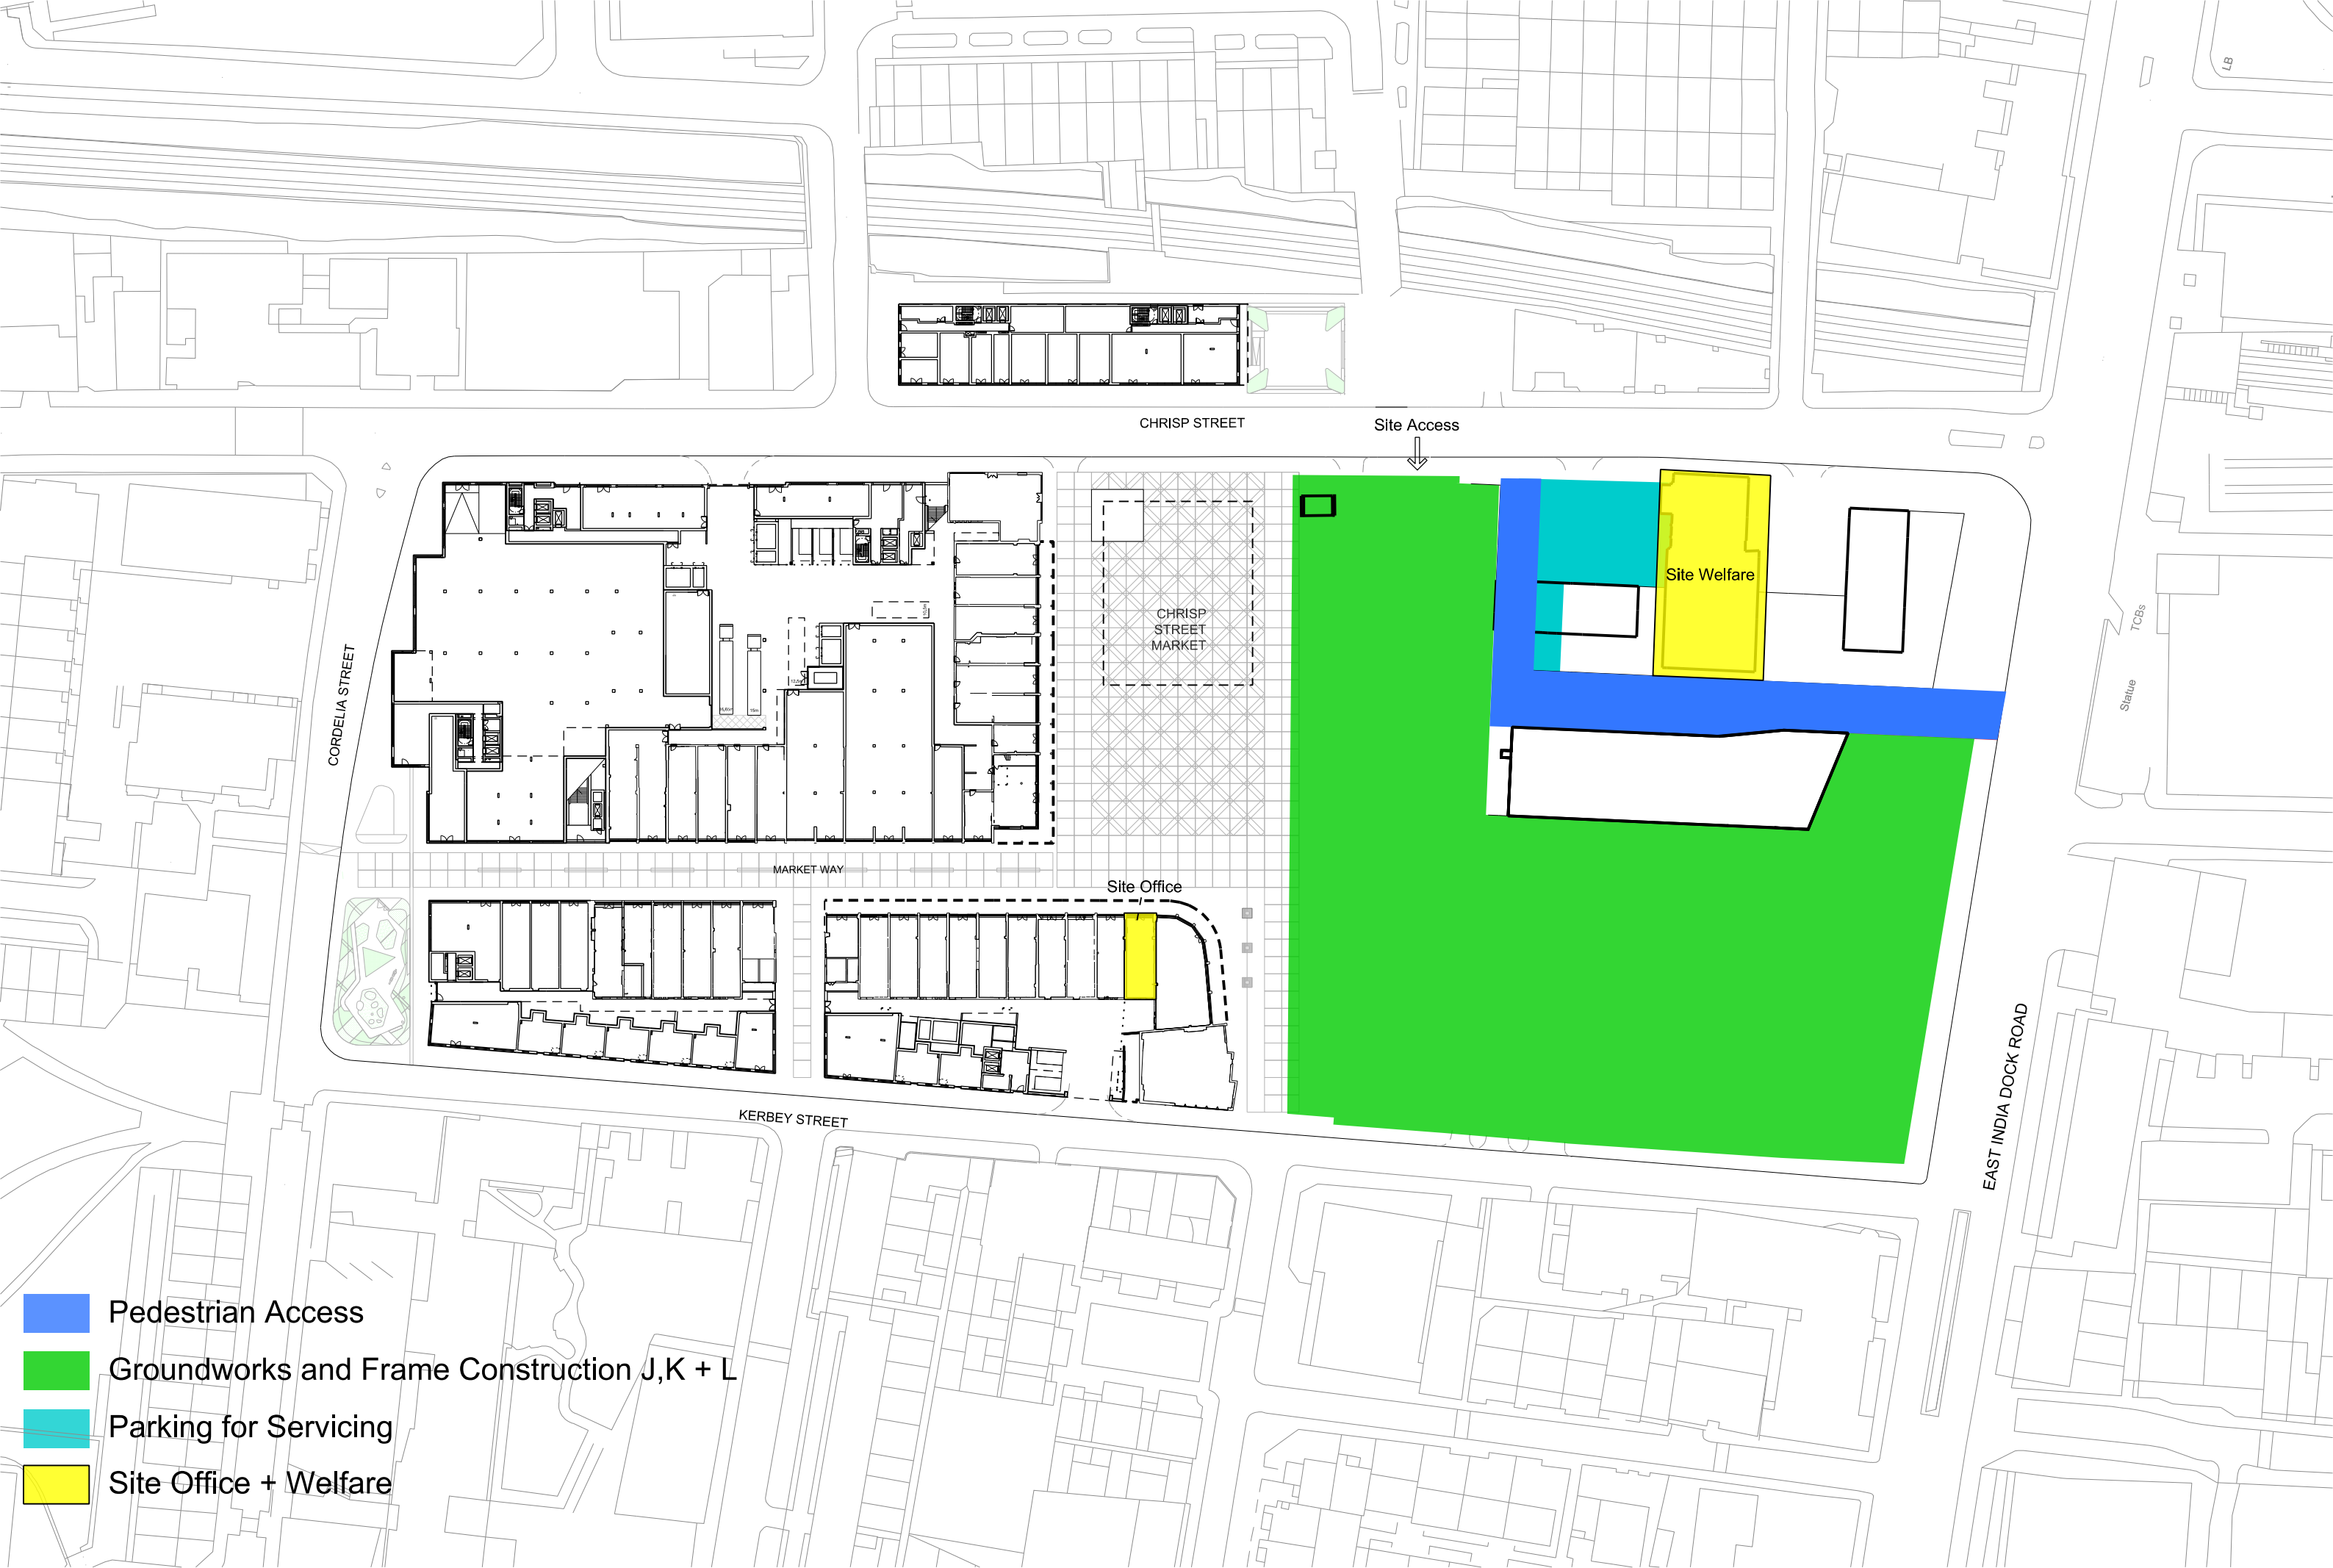 LB
CHRISP STREET
Site Access
Site Welfare
CHRISP
STREET
MARKET
TCBs
Statue
CORDELIA STREET
MARKET WAY
Site Office
KERBEY STREET
EAST INDIA DOCK ROAD
Pedestrian Access
Groundworks and Frame Construction J,K + L
Parking for Servicing
Site Office + Welfare